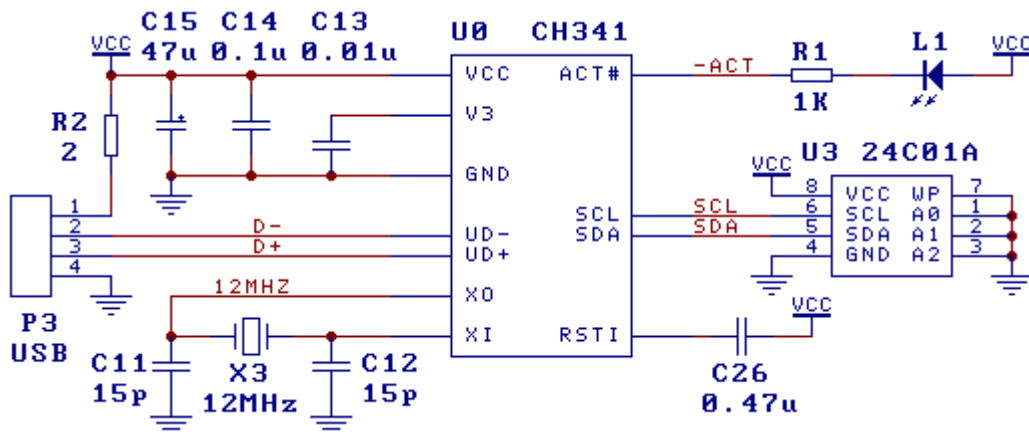 C15 C14 C13
47u 0.1u 0.01u
VCC
U0 CH341
VCC ACT#
V3
GND
SCL
SDA
UD-
UD+
XO
XI RSTI
-ACT
R1
1K
L1
VCC
R2
2
U3 24C01A
VCC
8 VCC WP 7
6 SCL A0 1
5 SDA A1 2
4 GND A2 3
SCL
SDA
1
2
3
4
D-
D+
12MHZ
P3
USB
C11
15p
X3
12MHz
C12
15p
VCC
C26
0.47u